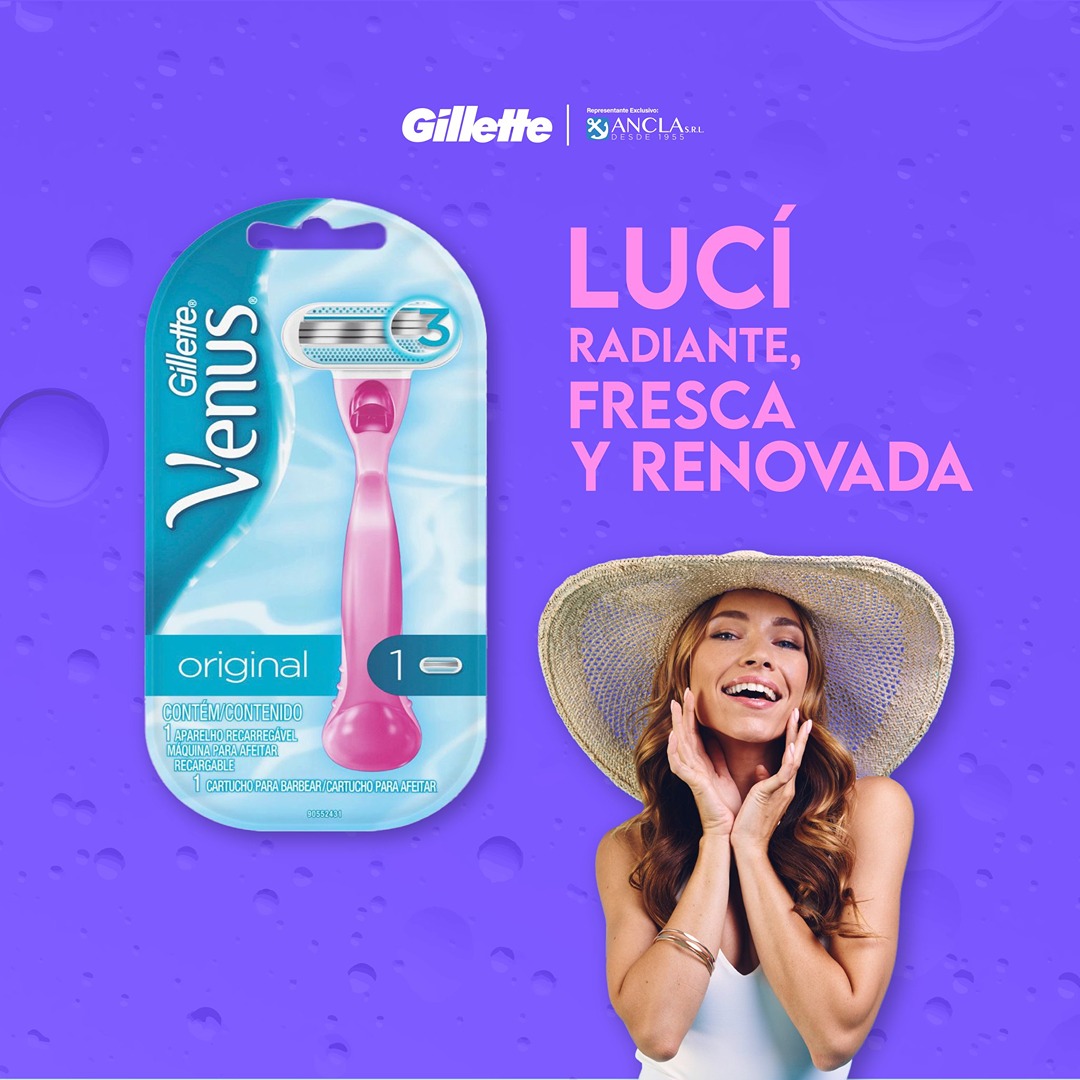 Gillette
Representante Exclusivo:
ANCLA S.R.L.
DESDE 1955
LUCÍ
RADIANTE,
FRESCA
Y RENOVADA
Gillette®
Venus®
3
original
1
CONTÉM/CONTENIDO
1 APARELHO RECARREGÁVEL
MÁQUINA PARA AFEITAR
RECARGABLE
1 CARTUCHO PARA BARBEAR/CARTUCHO PARA AFEITAR
90552431